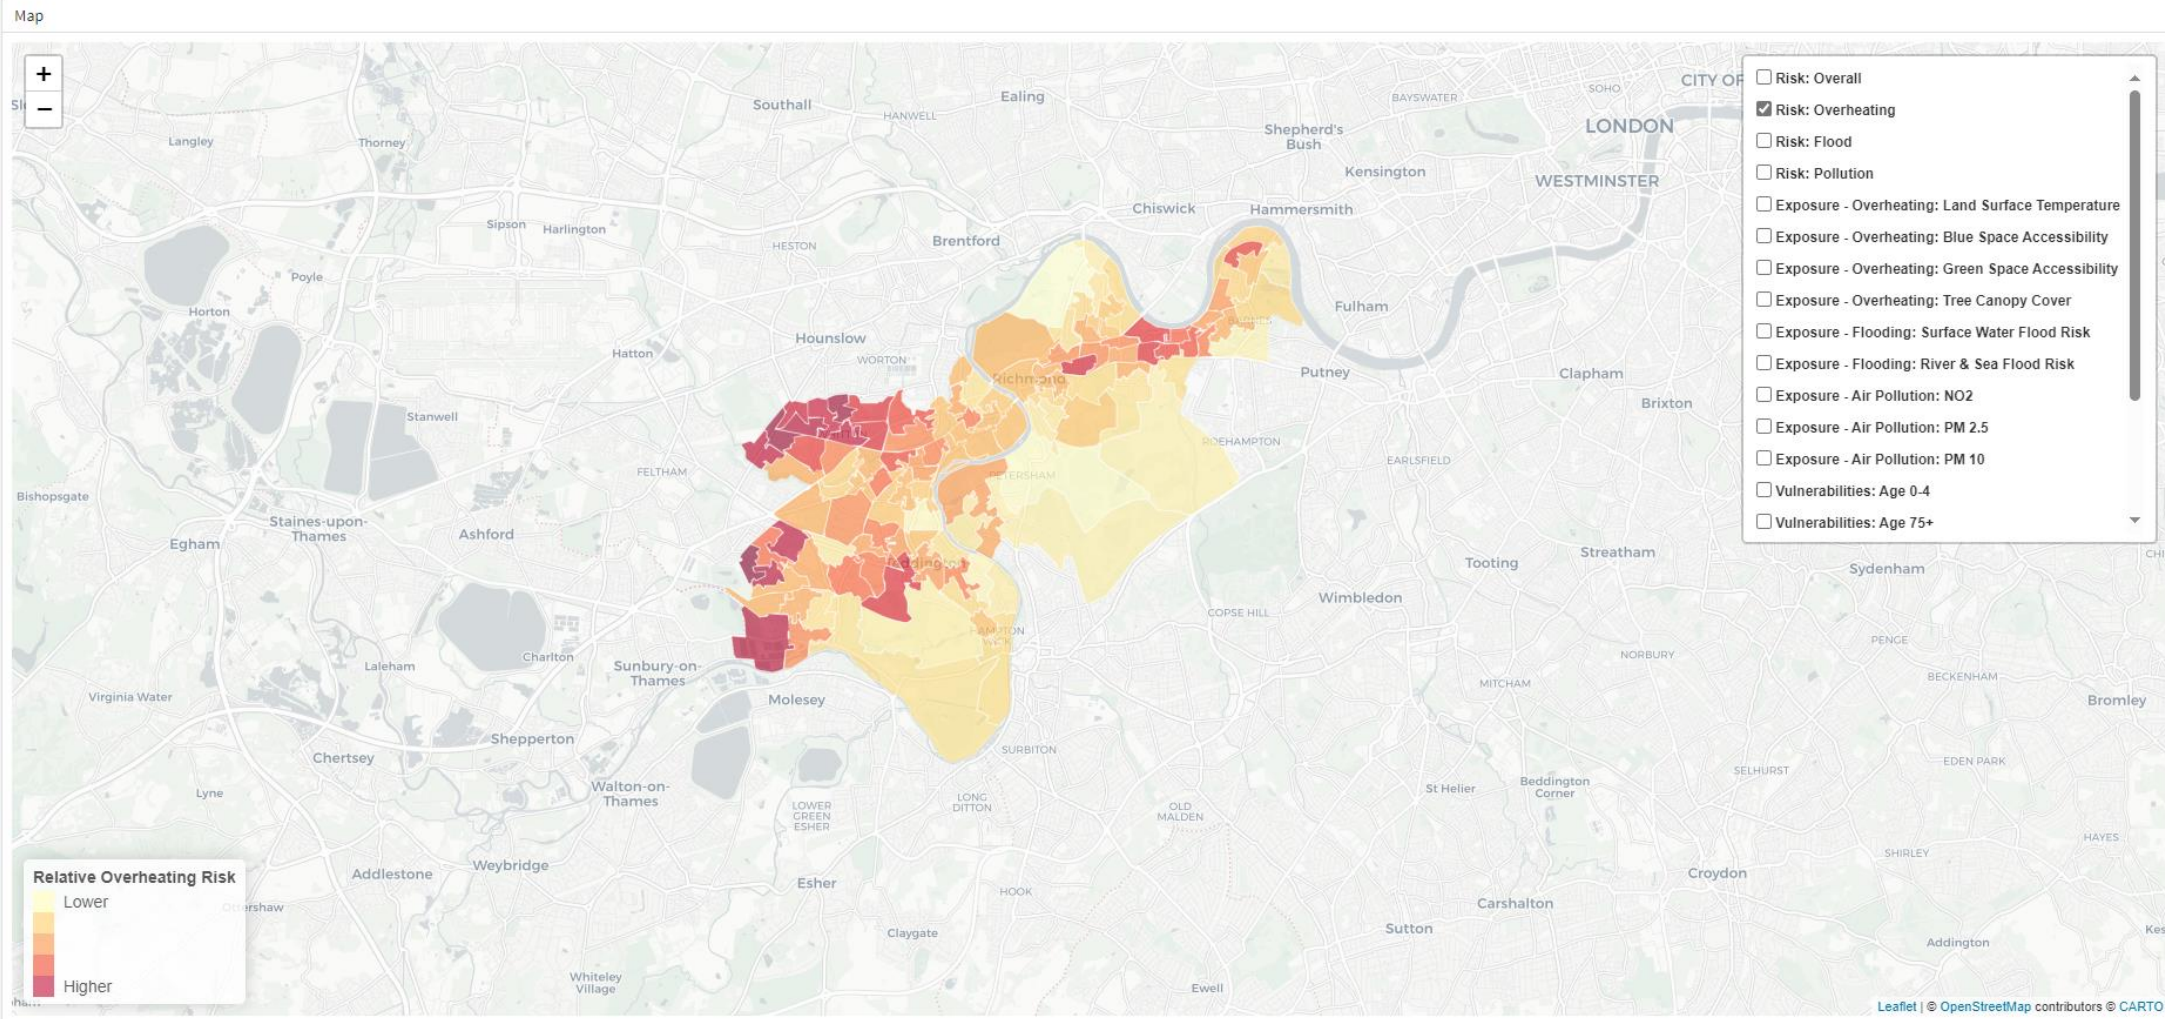 Map
+
−
Southall
HANWELL
Ealing
BAYSWATER
SOHO
CITY OF
LONDON
Langley
Thorney
Shepherd's
Bush
Kensington
WESTMINSTER
Sipson
Harlington
HESTON
Brentford
Chiswick
Hammersmith
Poyle
Horton
Hatton
Hounslow
WORTON
Fulham
BARNES
Richmond
Putney
Clapham
Brixton
Stanwell
FELTHAM
ROEHAMPTON
EARLSFIELD
PETERSHAM
Bishopsgate
Staines-upon-
Thames
Egham
Ashford
Teddington
Tooting
Streatham
Sydenham
Wimbledon
COPSE HILL
HAMPTON
WICK
PENGE
NORBURY
Laleham
Charlton
Sunbury-on-
Thames
Virginia Water
Molesey
MITCHAM
BECKENHAM
Bromley
Shepperton
SURBITON
Chertsey
EDEN PARK
SELHURST
Lyne
Walton-on-
Thames
LOWER
GREEN
ESHER
LONG
DITTON
OLD
MALDEN
St Helier
Beddington
Corner
HAYES
SHIRLEY
Addlestone
Weybridge
Esher
HOOK
Croydon
Carshalton
Claygate
Sutton
Addington
Whiteley
Village
Ewell
Risk: Overall
Risk: Overheating
Risk: Flood
Risk: Pollution
Exposure - Overheating: Land Surface Temperature
Exposure - Overheating: Blue Space Accessibility
Exposure - Overheating: Green Space Accessibility
Exposure - Overheating: Tree Canopy Cover
Exposure - Flooding: Surface Water Flood Risk
Exposure - Flooding: River & Sea Flood Risk
Exposure - Air Pollution: NO2
Exposure - Air Pollution: PM 2.5
Exposure - Air Pollution: PM 10
Vulnerabilities: Age 0-4
Vulnerabilities: Age 75+
Relative Overheating Risk
Lower
Higher
Leaflet | © OpenStreetMap contributors © CARTO